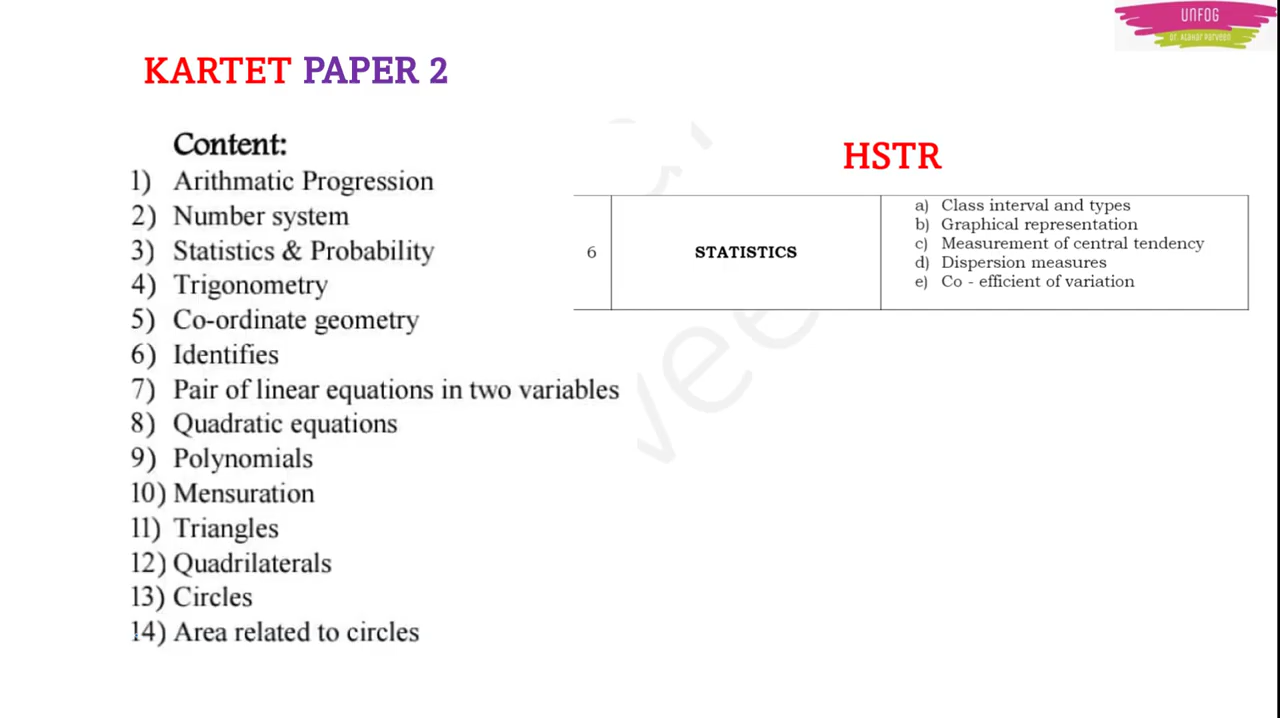 UNFOG
Dr. Athhar Parveen
KARTET PAPER 2
Content:
1) Arithmatic Progression
2) Number system
3) Statistics & Probability
4) Trigonometry
5) Co-ordinate geometry
6) Identifies
7) Pair of linear equations in two variables
8) Quadratic equations
9) Polynomials
10) Mensuration
11) Triangles
12) Quadrilaterals
13) Circles
14) Area related to circles
HSTR
6 STATISTICS
a) Class interval and types
b) Graphical representation
c) Measurement of central tendency
d) Dispersion measures
e) Co - efficient of variation